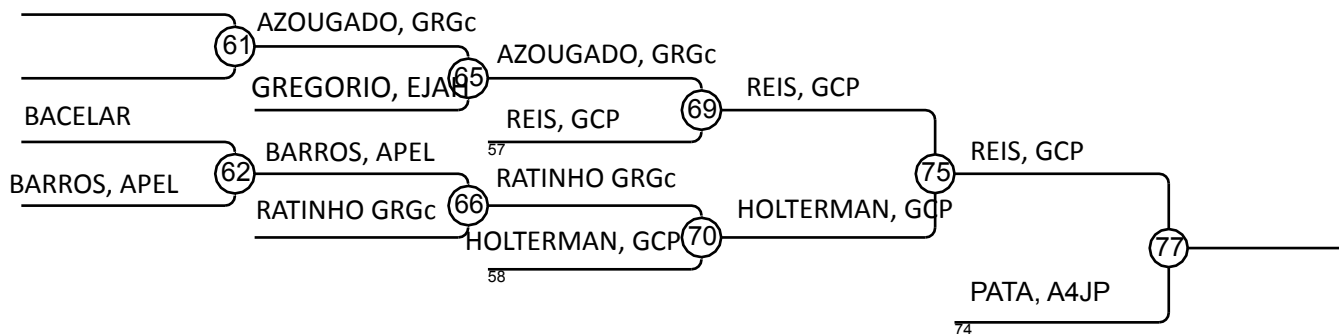 AZOUGADO, GRGc
61
AZOUGADO, GRGc
65
GREGORIO, EJAH
REIS, GCP
69
BACELAR
REIS, GCP
57
BARROS, APEL
REIS, GCP
62
75
BARROS, APEL
RATINHO GRGc
66
RATINHO GRGc
HOLTERMAN, GCP
HOLTERMAN, GCP
70
77
58
PATA, A4JP
74